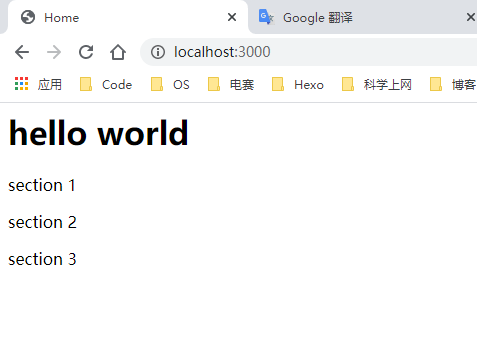 Home
Google 翻译
localhost:3000
应用 Code OS 电赛 Hexo 科学上网 博客
hello world
section 1
section 2
section 3